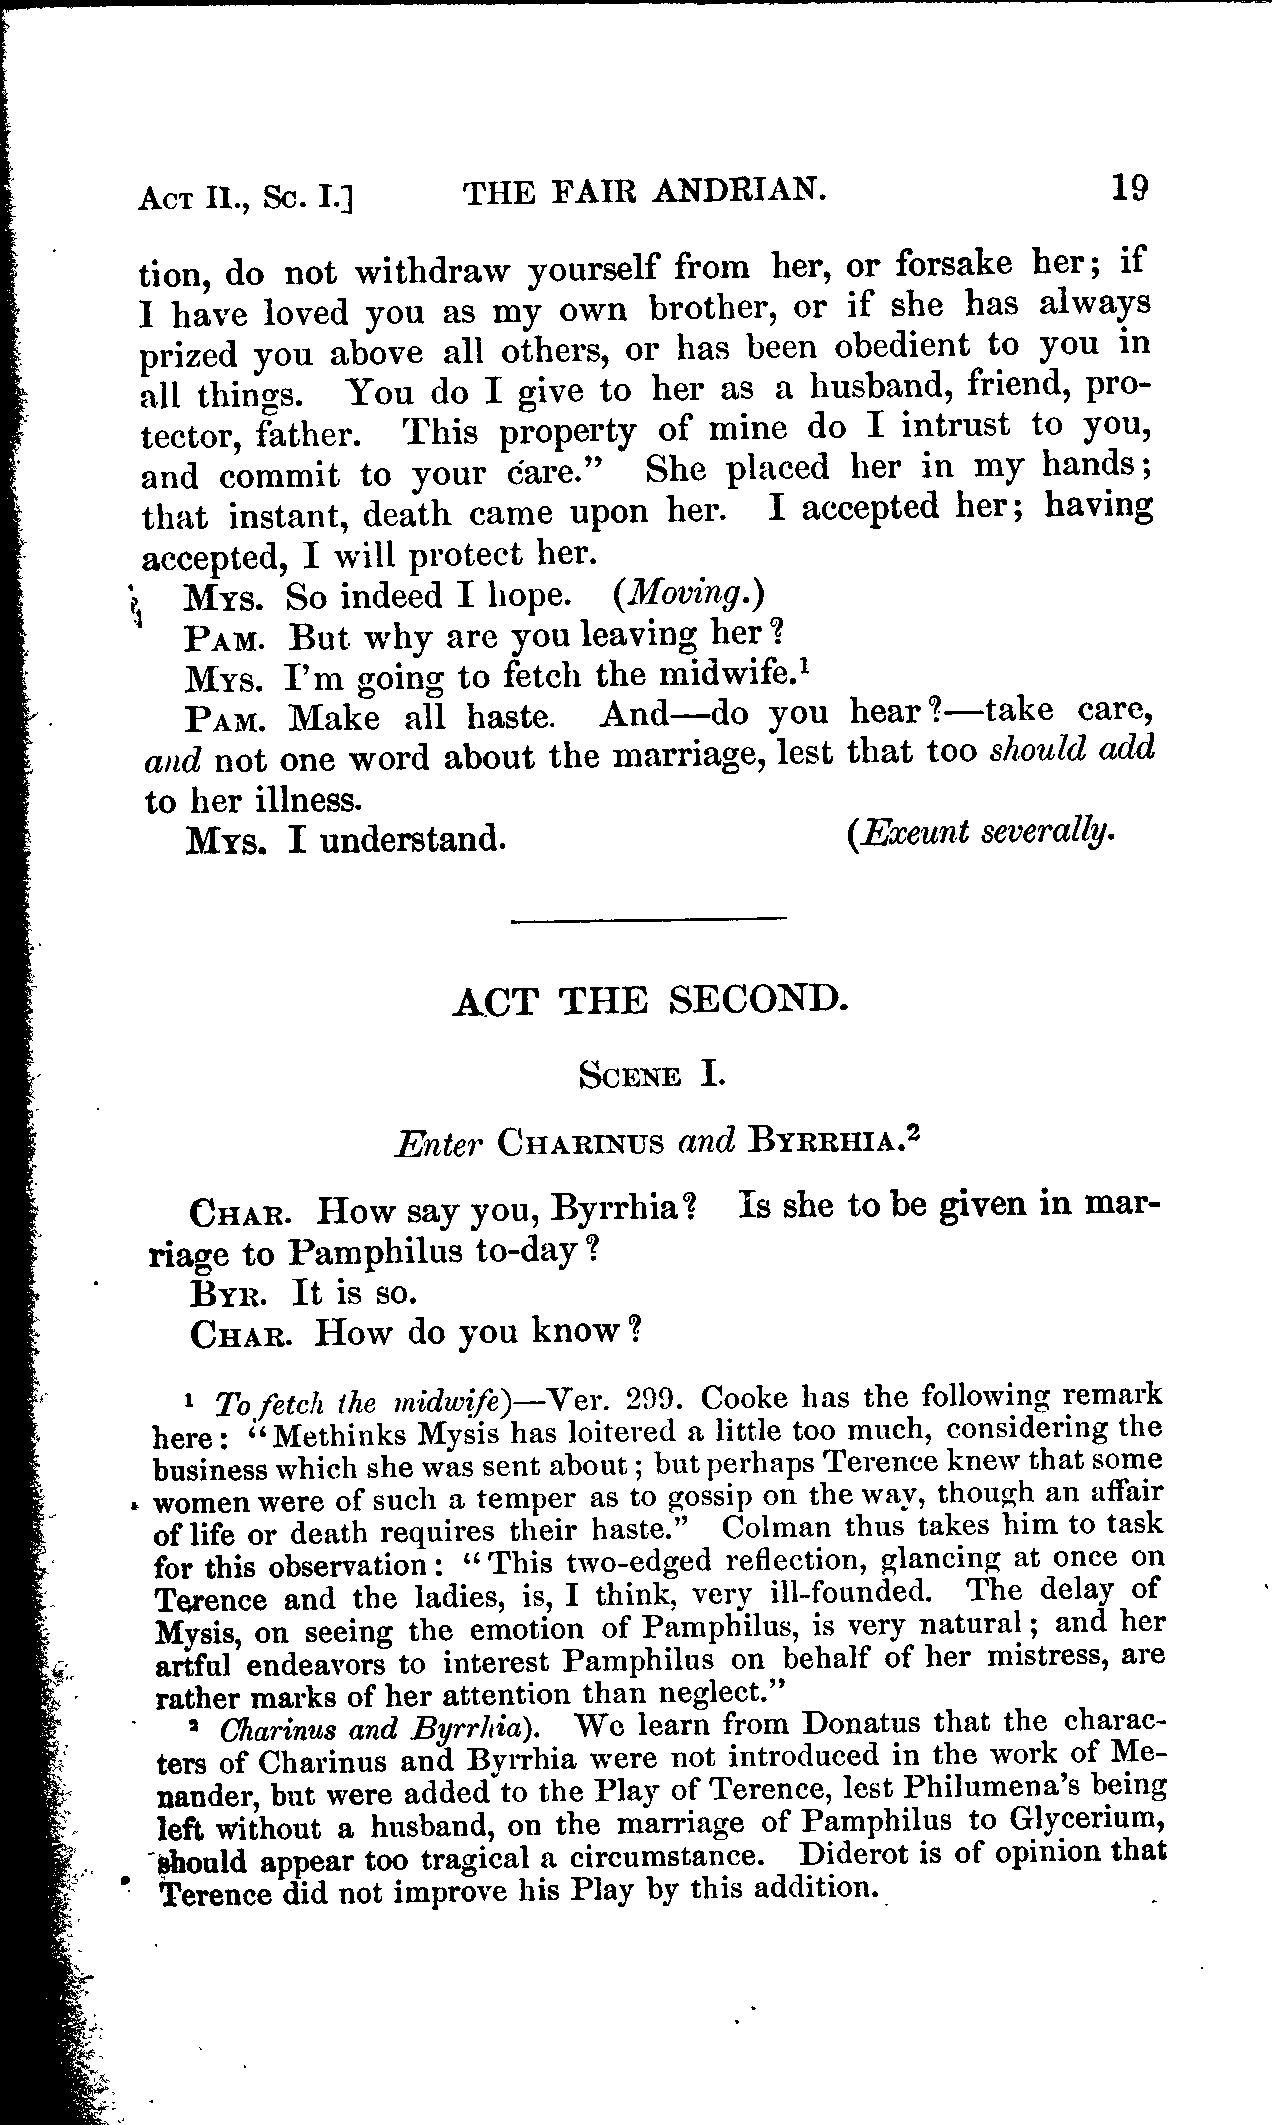 ACT II., SC. I.] THE FAIR ANDRIAN. 19
tion, do not withdraw yourself from her, or forsake her; if
I have loved you as my own brother, or if she has always
prized you above all others, or has been obedient to you in
all things. You do I give to her as a husband, friend, pro-
tector, father. This property of mine do I intrust to you,
and commit to your care." She placed her in my hands;
that instant, death came upon her. I accepted her; having
accepted, I will protect her.
MYS. So indeed I hope. (Moving.)
PAM. But why are you leaving her?
MYS. I'm going to fetch the midwife.¹
PAM. Make all haste. And—do you hear?—take care,
and not one word about the marriage, lest that too should add
to her illness.
MYS. I understand. (Exeunt severally.
ACT THE SECOND.
SCENE I.
Enter CHARINUS and BYRRHIA.²
CHAR. How say you, Byrrhia? Is she to be given in mar-
riage to Pamphilus to-day?
BYR. It is so.
CHAR. How do you know?
¹ To fetch the midwife)—Ver. 299. Cooke has the following remark
here: "Methinks Mysis has loitered a little too much, considering the
business which she was sent about; but perhaps Terence knew that some
women were of such a temper as to gossip on the way, though an affair
of life or death requires their haste." Colman thus takes him to task
for this observation: "This two-edged reflection, glancing at once on
Terence and the ladies, is, I think, very ill-founded. The delay of
Mysis, on seeing the emotion of Pamphilus, is very natural; and her
artful endeavors to interest Pamphilus on behalf of her mistress, are
rather marks of her attention than neglect."
² Charinus and Byrrhia). We learn from Donatus that the charac-
ters of Charinus and Byrrhia were not introduced in the work of Me-
nander, but were added to the Play of Terence, lest Philumena's being
left without a husband, on the marriage of Pamphilus to Glycerium,
should appear too tragical a circumstance. Diderot is of opinion that
Terence did not improve his Play by this addition.